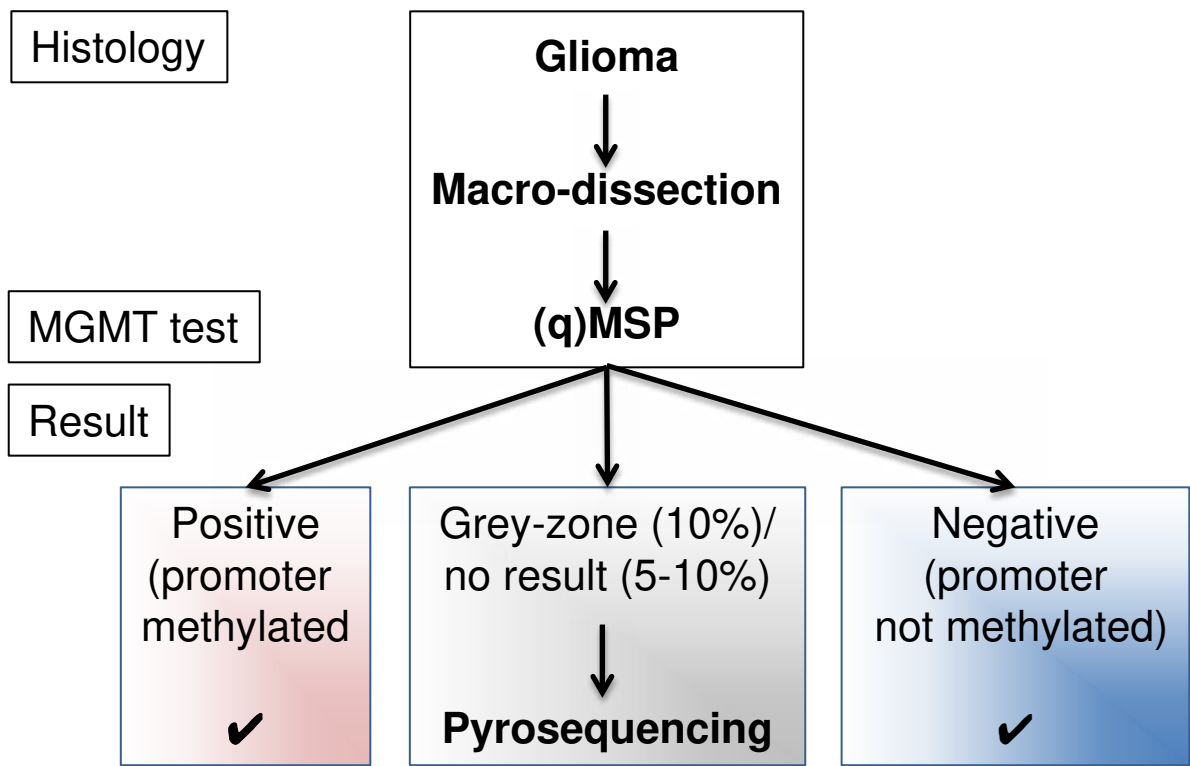 Histology
Glioma
Macro-dissection
MGMT test
(q)MSP
Result
Positive
(promoter
methylated
✔
Grey-zone (10%)/
no result (5-10%)
Pyrosequencing
Negative
(promoter
not methylated)
✔